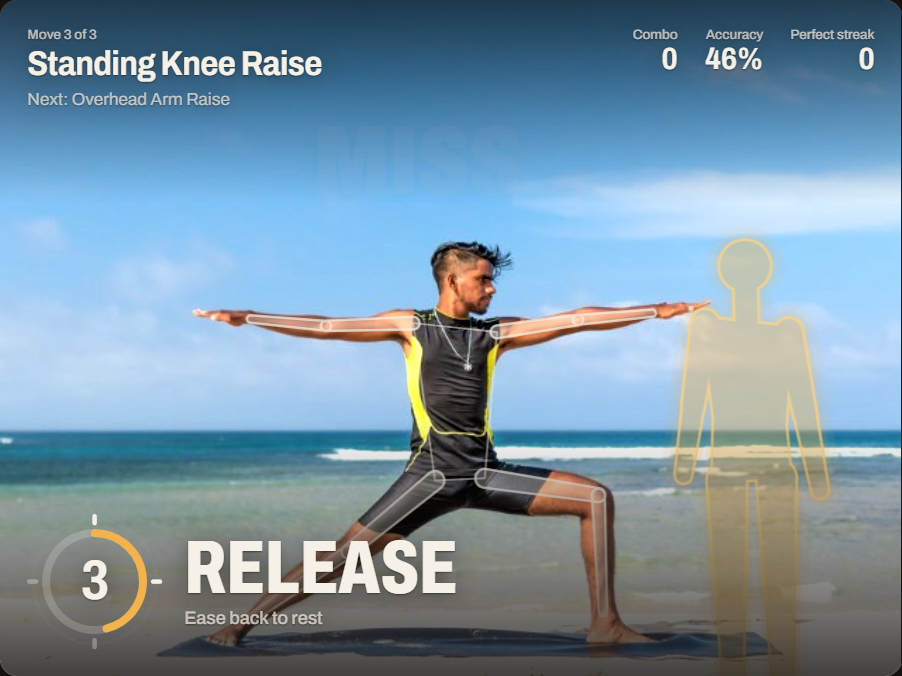 Move 3 of 3
Standing Knee Raise
Next: Overhead Arm Raise
Combo
0
Accuracy
46%
Perfect streak
0
MISS
3
RELEASE
Ease back to rest